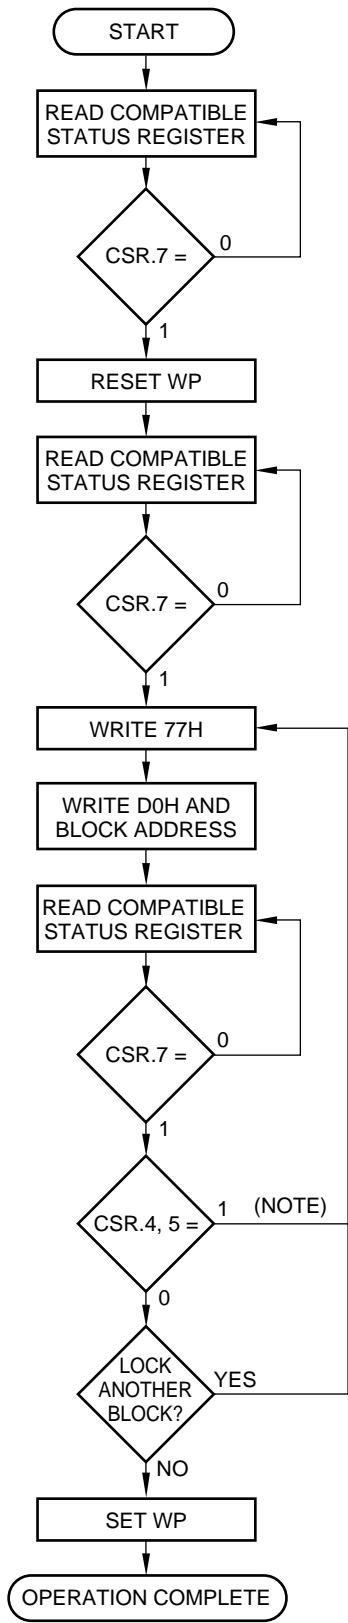 START
READ COMPATIBLE
STATUS REGISTER
0
CSR.7 =
1
RESET WP
READ COMPATIBLE
STATUS REGISTER
0
CSR.7 =
1
WRITE 77H
WRITE D0H AND
BLOCK ADDRESS
READ COMPATIBLE
STATUS REGISTER
0
CSR.7 =
1
1 (NOTE)
CSR.4, 5 =
0
LOCK
ANOTHER
BLOCK?
YES
NO
SET WP
OPERATION COMPLETE